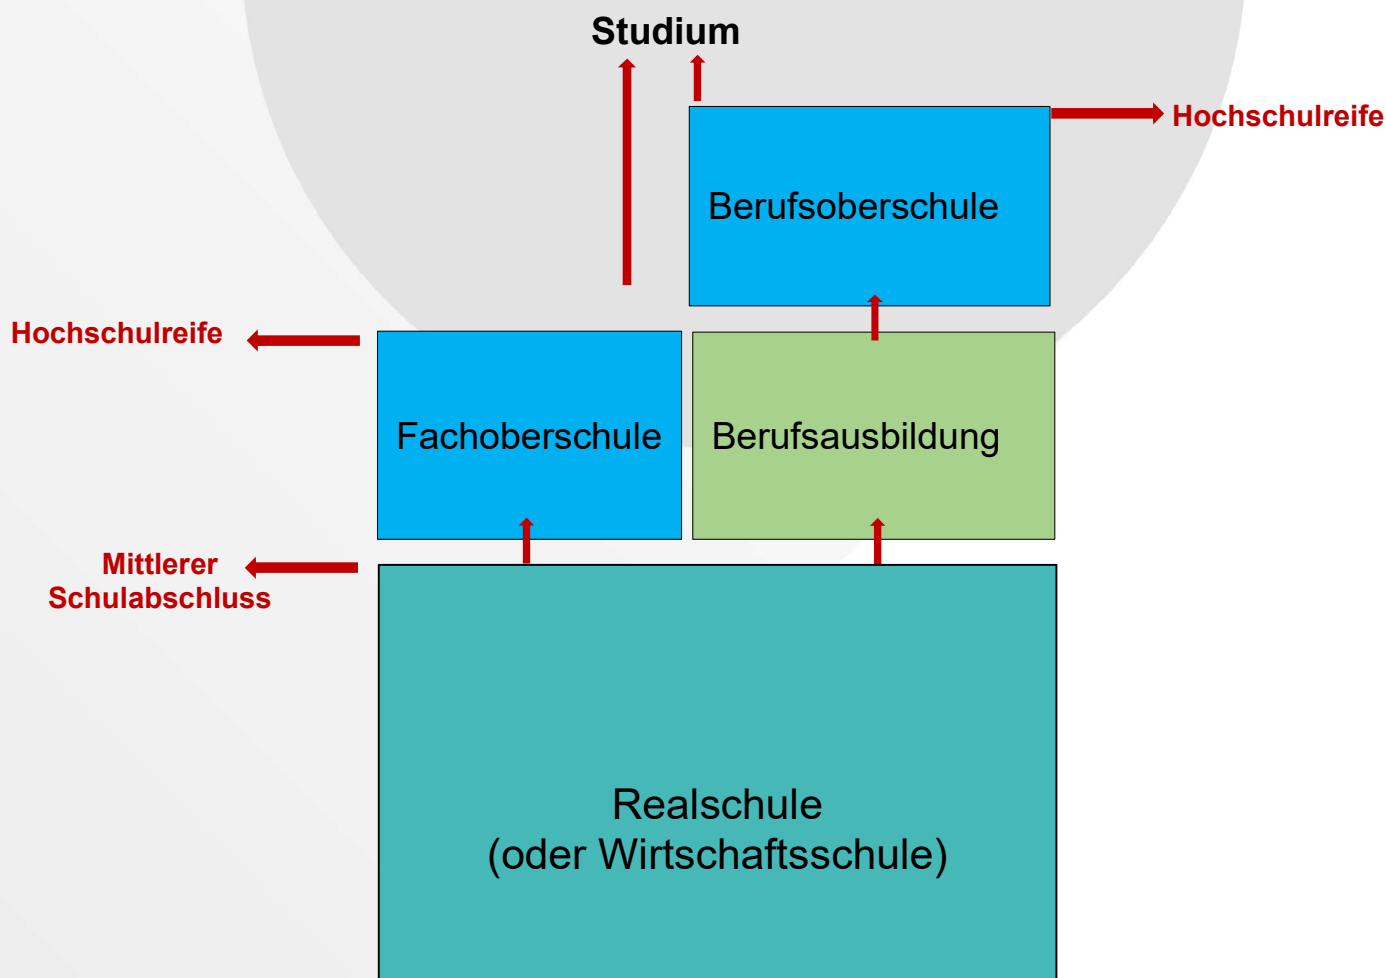 Studium
Hochschulreife
Berufsoberschule
Hochschulreife
Fachoberschule
Berufsausbildung
Mittlerer
Schulabschluss
Realschule
(oder Wirtschaftsschule)